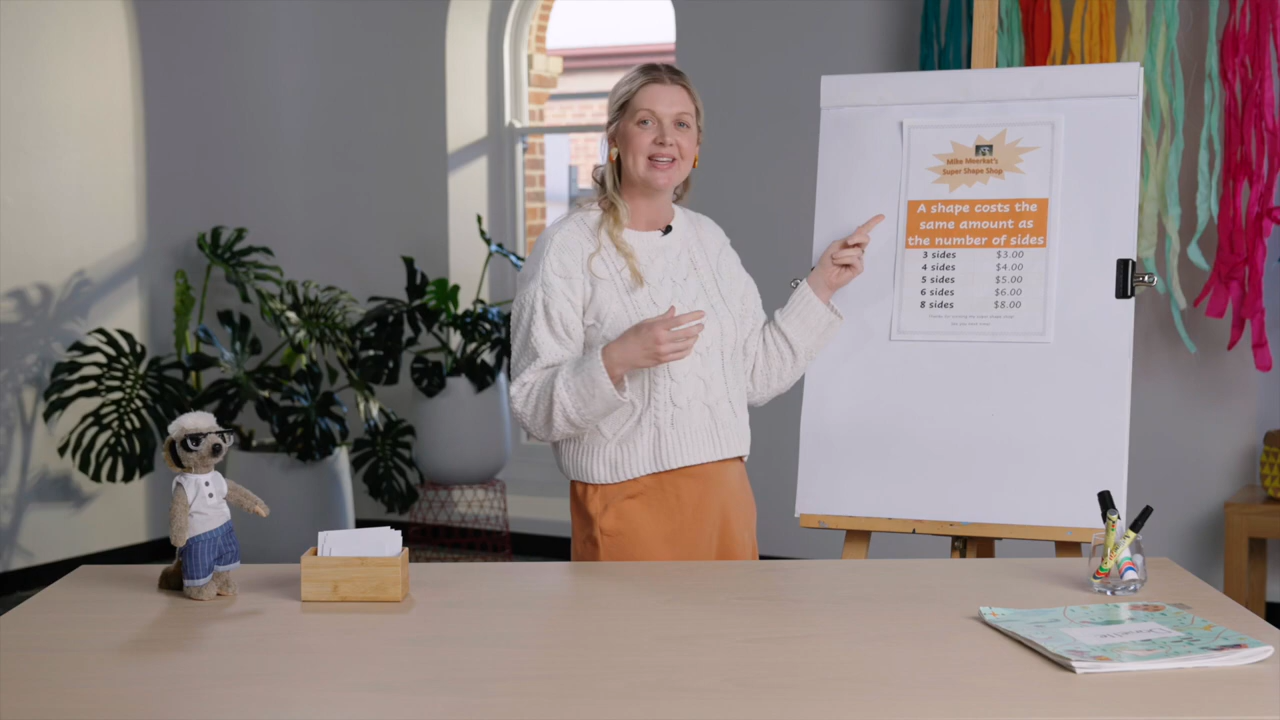 Mike Meerkat's
Super Shape Shop
A shape costs the
same amount as
the number of sides
3 sides $3.00
4 sides $4.00
5 sides $5.00
6 sides $6.00
8 sides $8.00